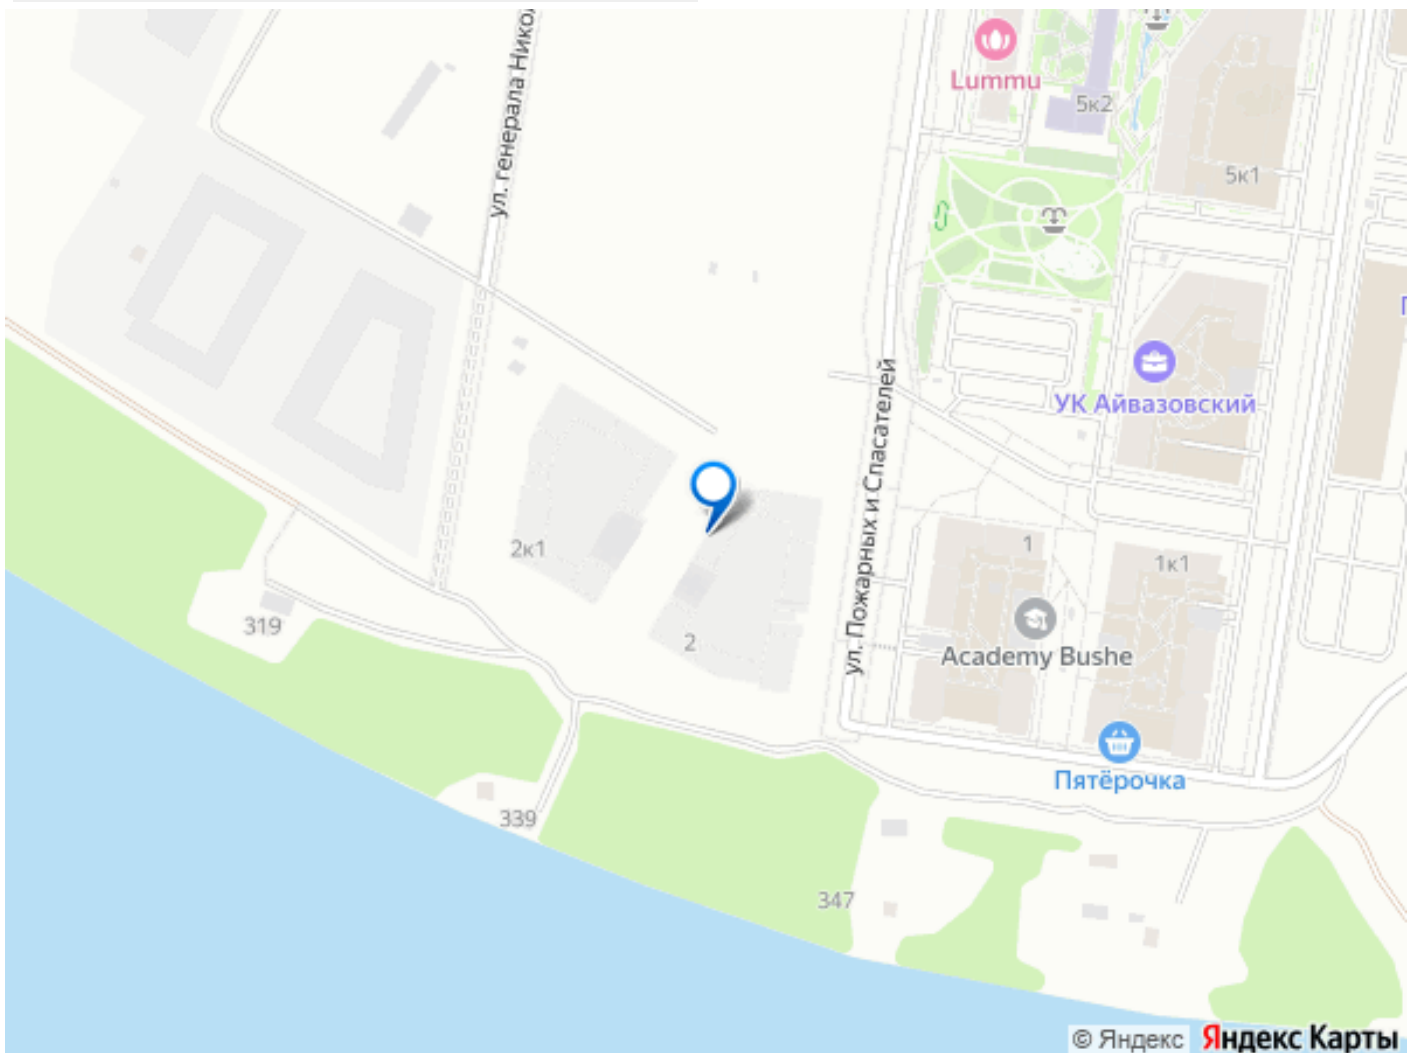 ул. генерала Нико
Lummu
5к2
5к1
УК Айвазовский
ул. Пожарных и Спасателей
2к1
2
1
1к1
319
Academy Bushe
Пятёрочка
339
347
© Яндекс Яндекс Карты